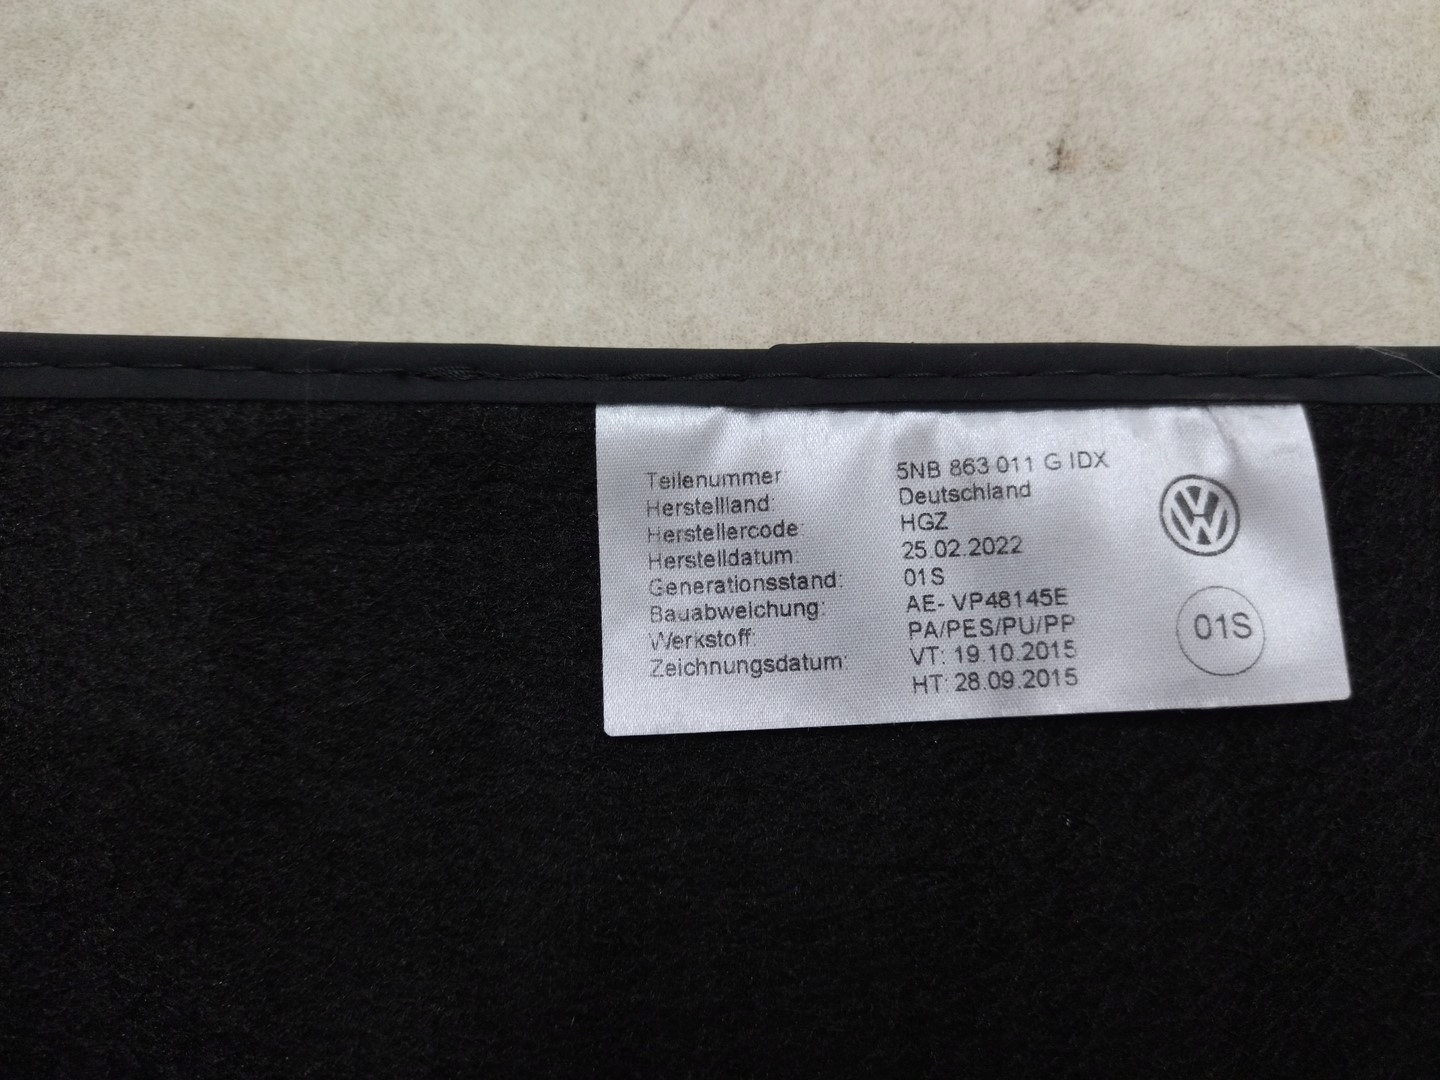 Teilenummer: 5NB 863 011 G IDX
Herstellland: Deutschland
Herstellercode: HGZ
Herstelldatum: 25.02.2022
Generationsstand: 01S
Bauabweichung: AE- VP48145E
Werkstoff: PA/PES/PU/PP
Zeichnungsdatum: VT: 19.10.2015
HT: 28.09.2015
VW
01S